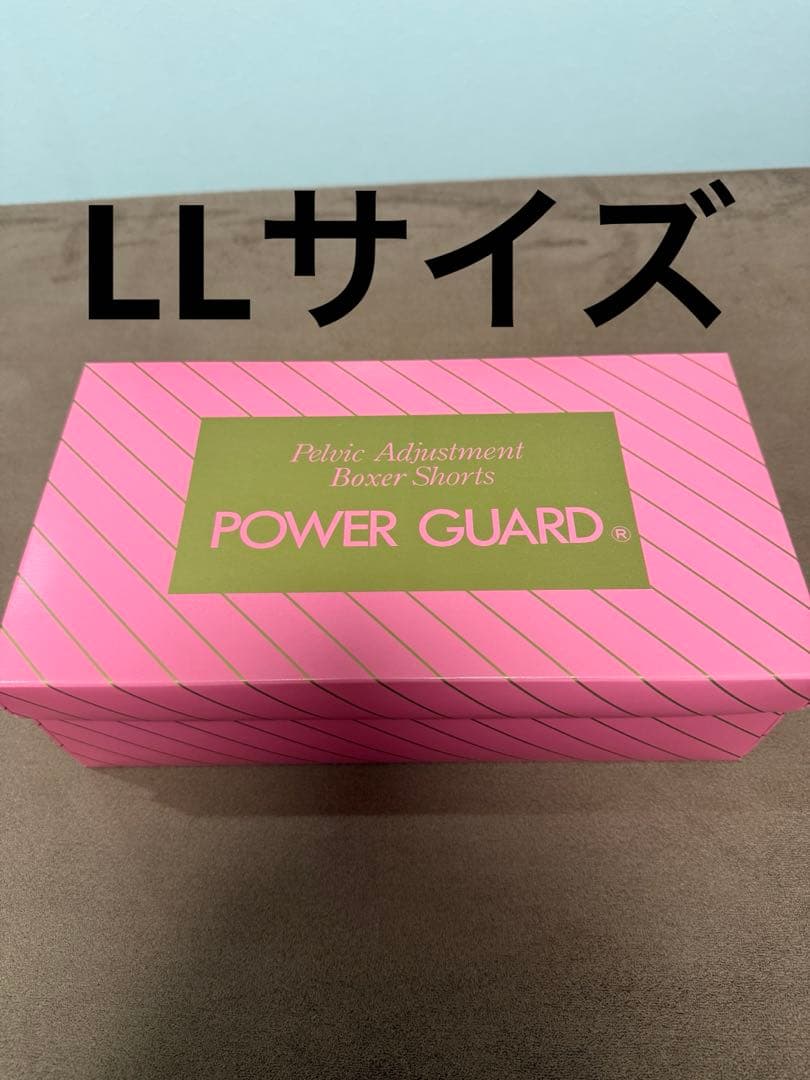 LLサイズ
Pelvic Adjustment
Boxer Shorts
POWER GUARD®